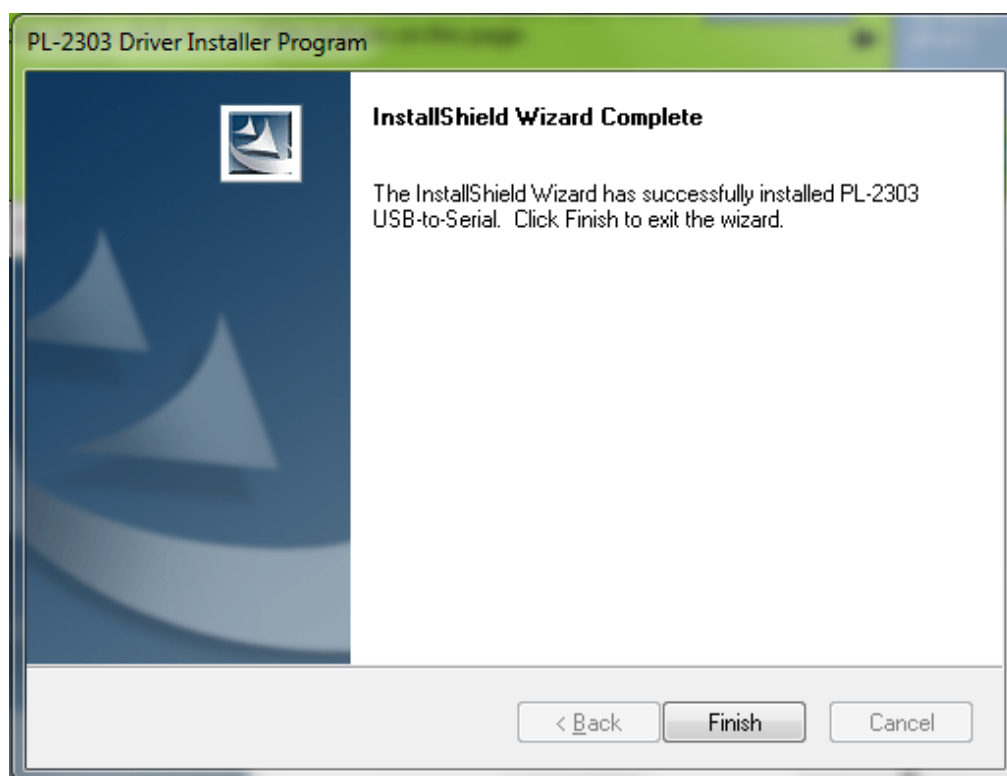 PL-2303 Driver Installer Program
InstallShield Wizard Complete
The InstallShield Wizard has successfully installed PL-2303
USB-to-Serial. Click Finish to exit the wizard.
< Back
Finish
Cancel